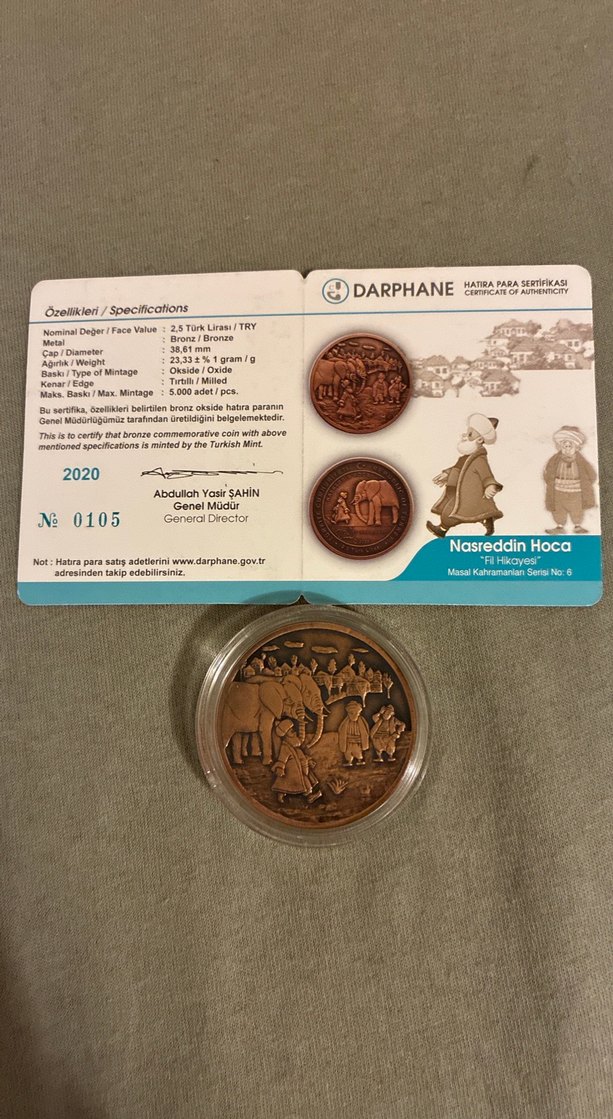 Özellikleri / Specifications
Nominal Değer / Face Value : 2,5 Türk Lirası / TRY
Metal : Bronz / Bronze
Çap / Diameter : 38,61 mm
Ağırlık / Weight : 23,33 ± % 1 gram / g
Baskı / Type of Mintage : Okside / Oxide
Kenar / Edge : Tırtıllı / Milled
Maks. Baskı / Max. Mintage : 5.000 adet / pcs.
Bu sertifika, özellikleri belirtilen bronz okside hatıra paranın
Genel Müdürlüğümüz tarafından üretildiğini belgelemektedir.
This is to certify that bronze commemorative coin with above
mentioned specifications is minted by the Turkish Mint.
2020
Abdullah Yasir ŞAHİN
Genel Müdür
General Director
№ 0105
Not : Hatıra para satış adetlerini www.darphane.gov.tr
adresinden takip edebilirsiniz.
DARPHANE
HATIRA PARA SERTİFİKASI
CERTIFICATE OF AUTHENTICITY
Nasreddin Hoca
"Fil Hikayesi"
Masal Kahramanları Serisi No: 6